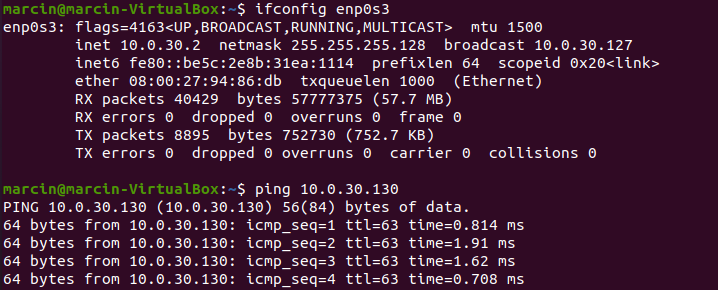 marcin@marcin-VirtualBox:~$ ifconfig enp0s3
enp0s3: flags=4163<UP,BROADCAST,RUNNING,MULTICAST>  mtu 1500
        inet 10.0.30.2  netmask 255.255.255.128  broadcast 10.0.30.127
        inet6 fe80::be5c:2e8b:31ea:1114  prefixlen 64  scopeid 0x20<link>
        ether 08:00:27:94:86:db  txqueuelen 1000  (Ethernet)
        RX packets 40429  bytes 57777375 (57.7 MB)
        RX errors 0  dropped 0  overruns 0  frame 0
        TX packets 8895  bytes 752730 (752.7 KB)
        TX errors 0  dropped 0 overruns 0  carrier 0  collisions 0

marcin@marcin-VirtualBox:~$ ping 10.0.30.130
PING 10.0.30.130 (10.0.30.130) 56(84) bytes of data.
64 bytes from 10.0.30.130: icmp_seq=1 ttl=63 time=0.814 ms
64 bytes from 10.0.30.130: icmp_seq=2 ttl=63 time=1.91 ms
64 bytes from 10.0.30.130: icmp_seq=3 ttl=63 time=1.62 ms
64 bytes from 10.0.30.130: icmp_seq=4 ttl=63 time=0.708 ms